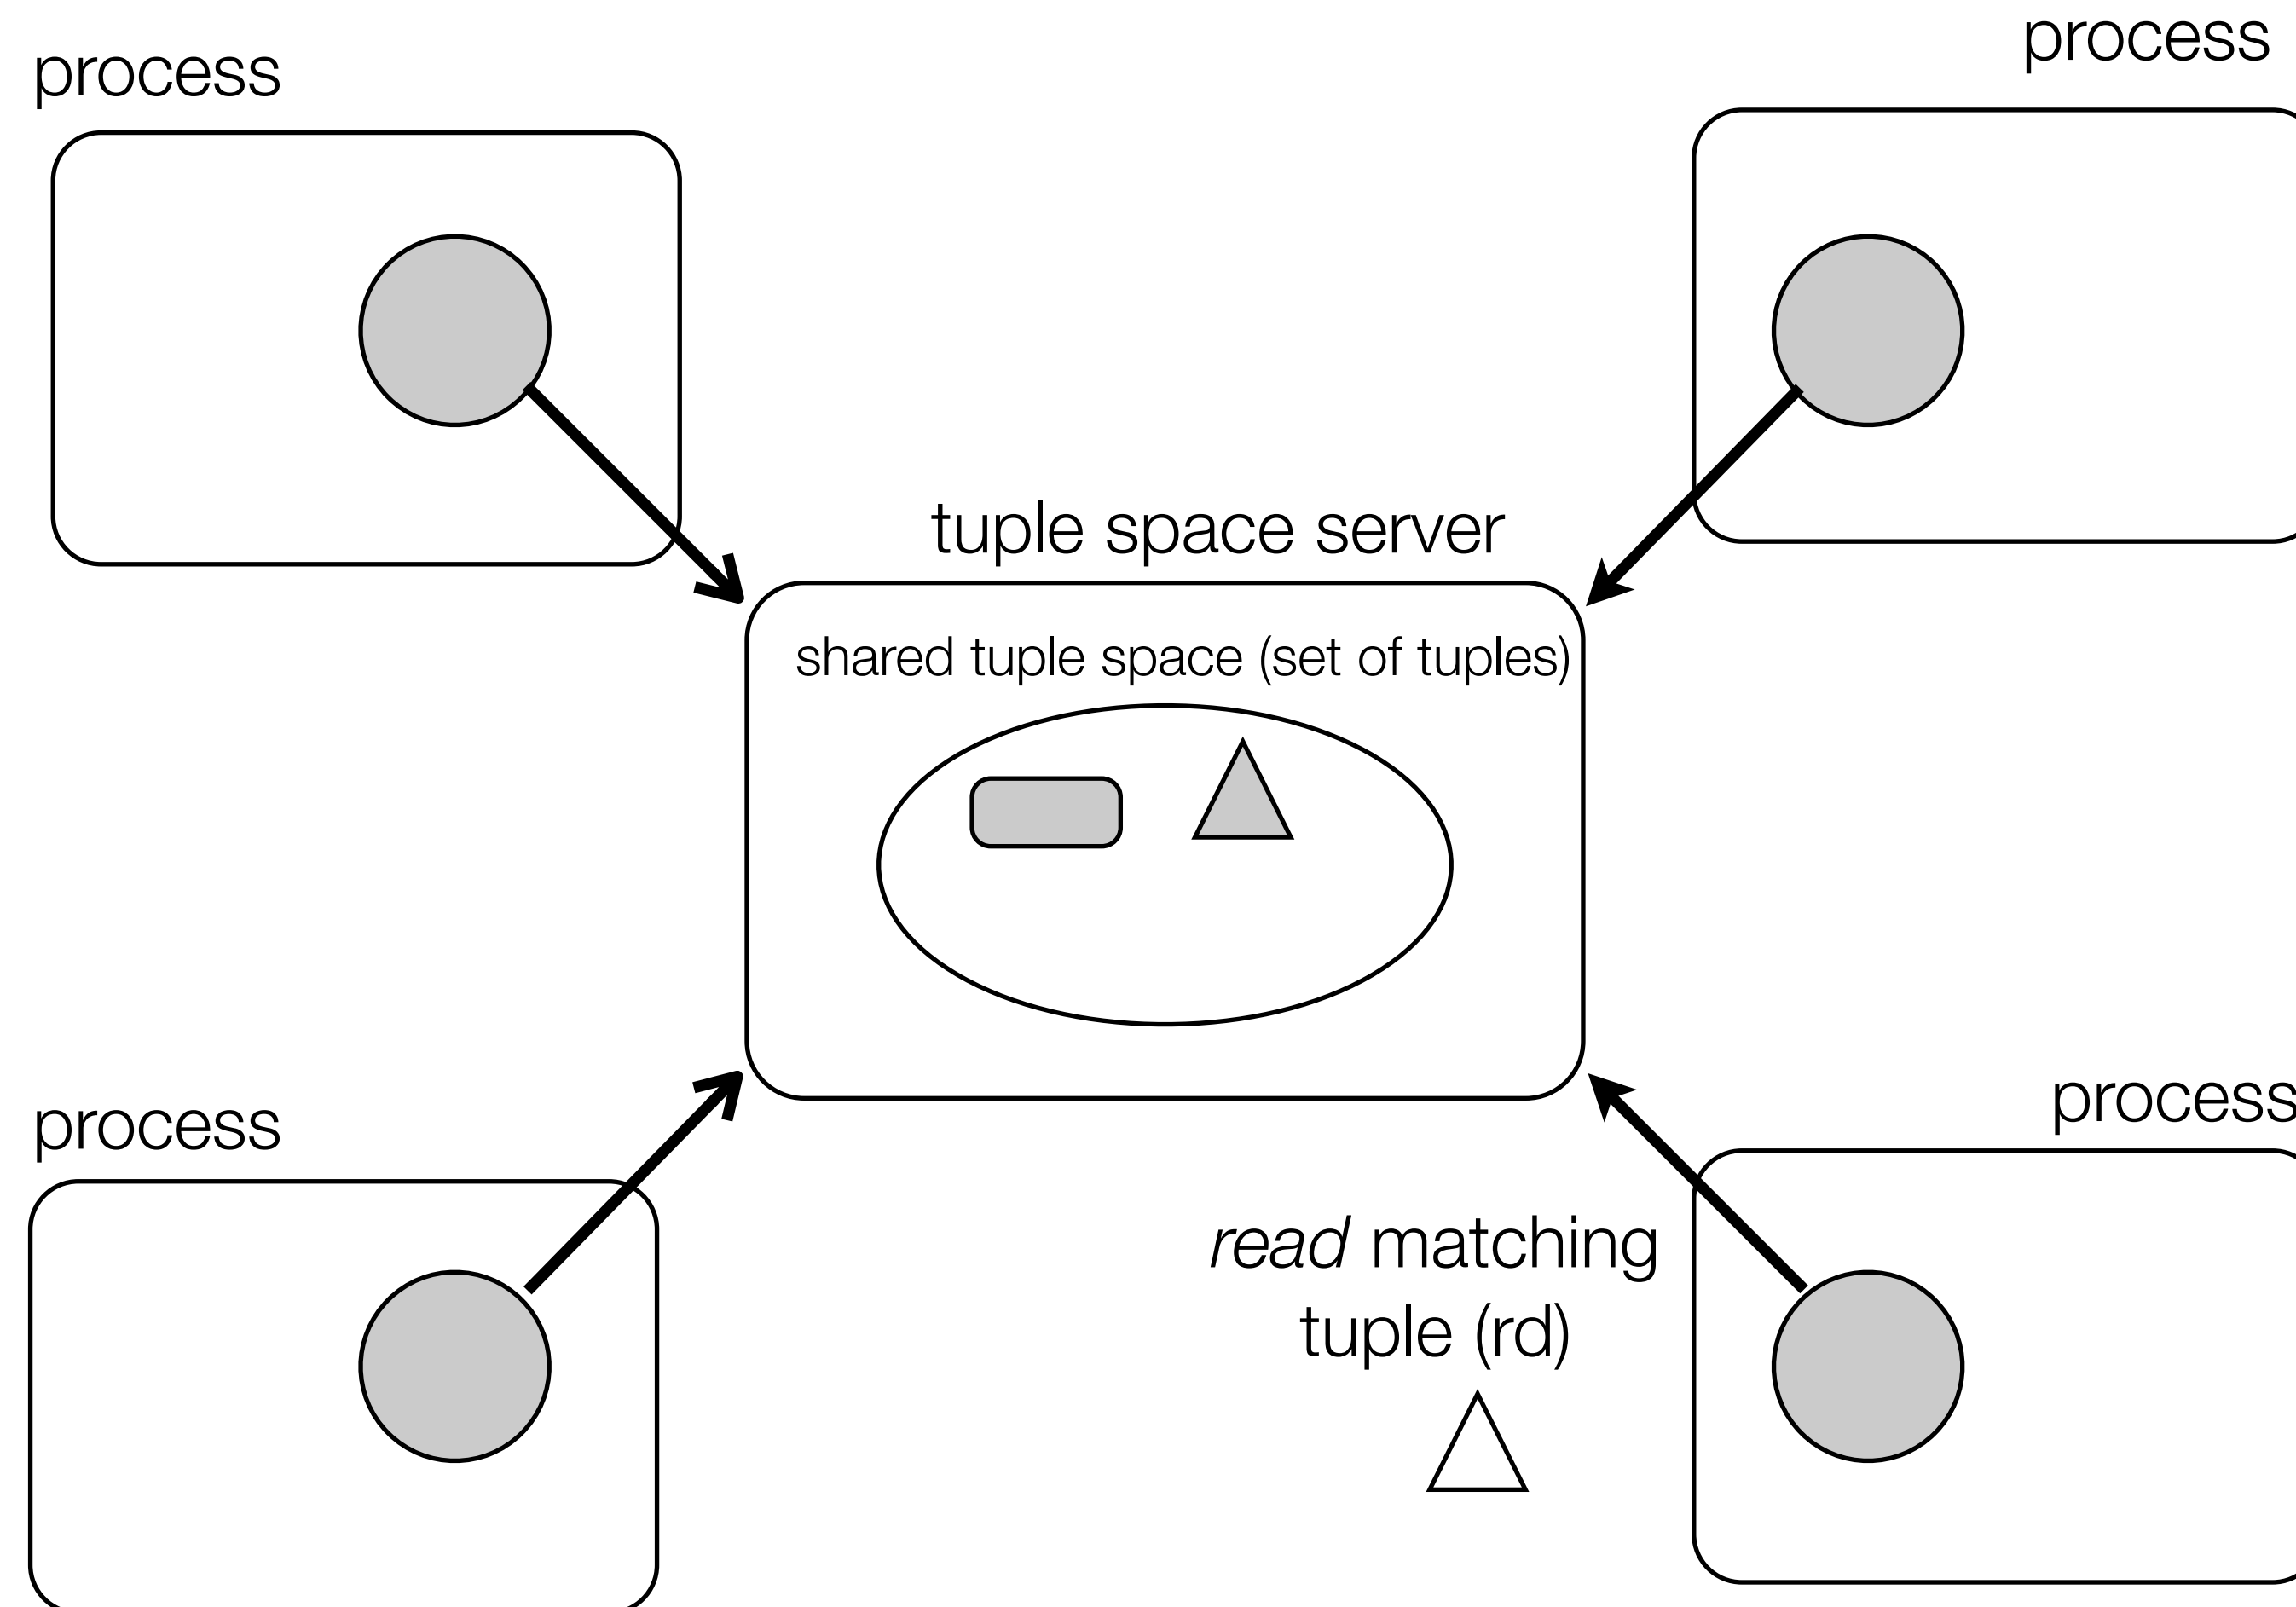 process
process
tuple space server
shared tuple space (set of tuples)
process
process
read matching
tuple (rd)